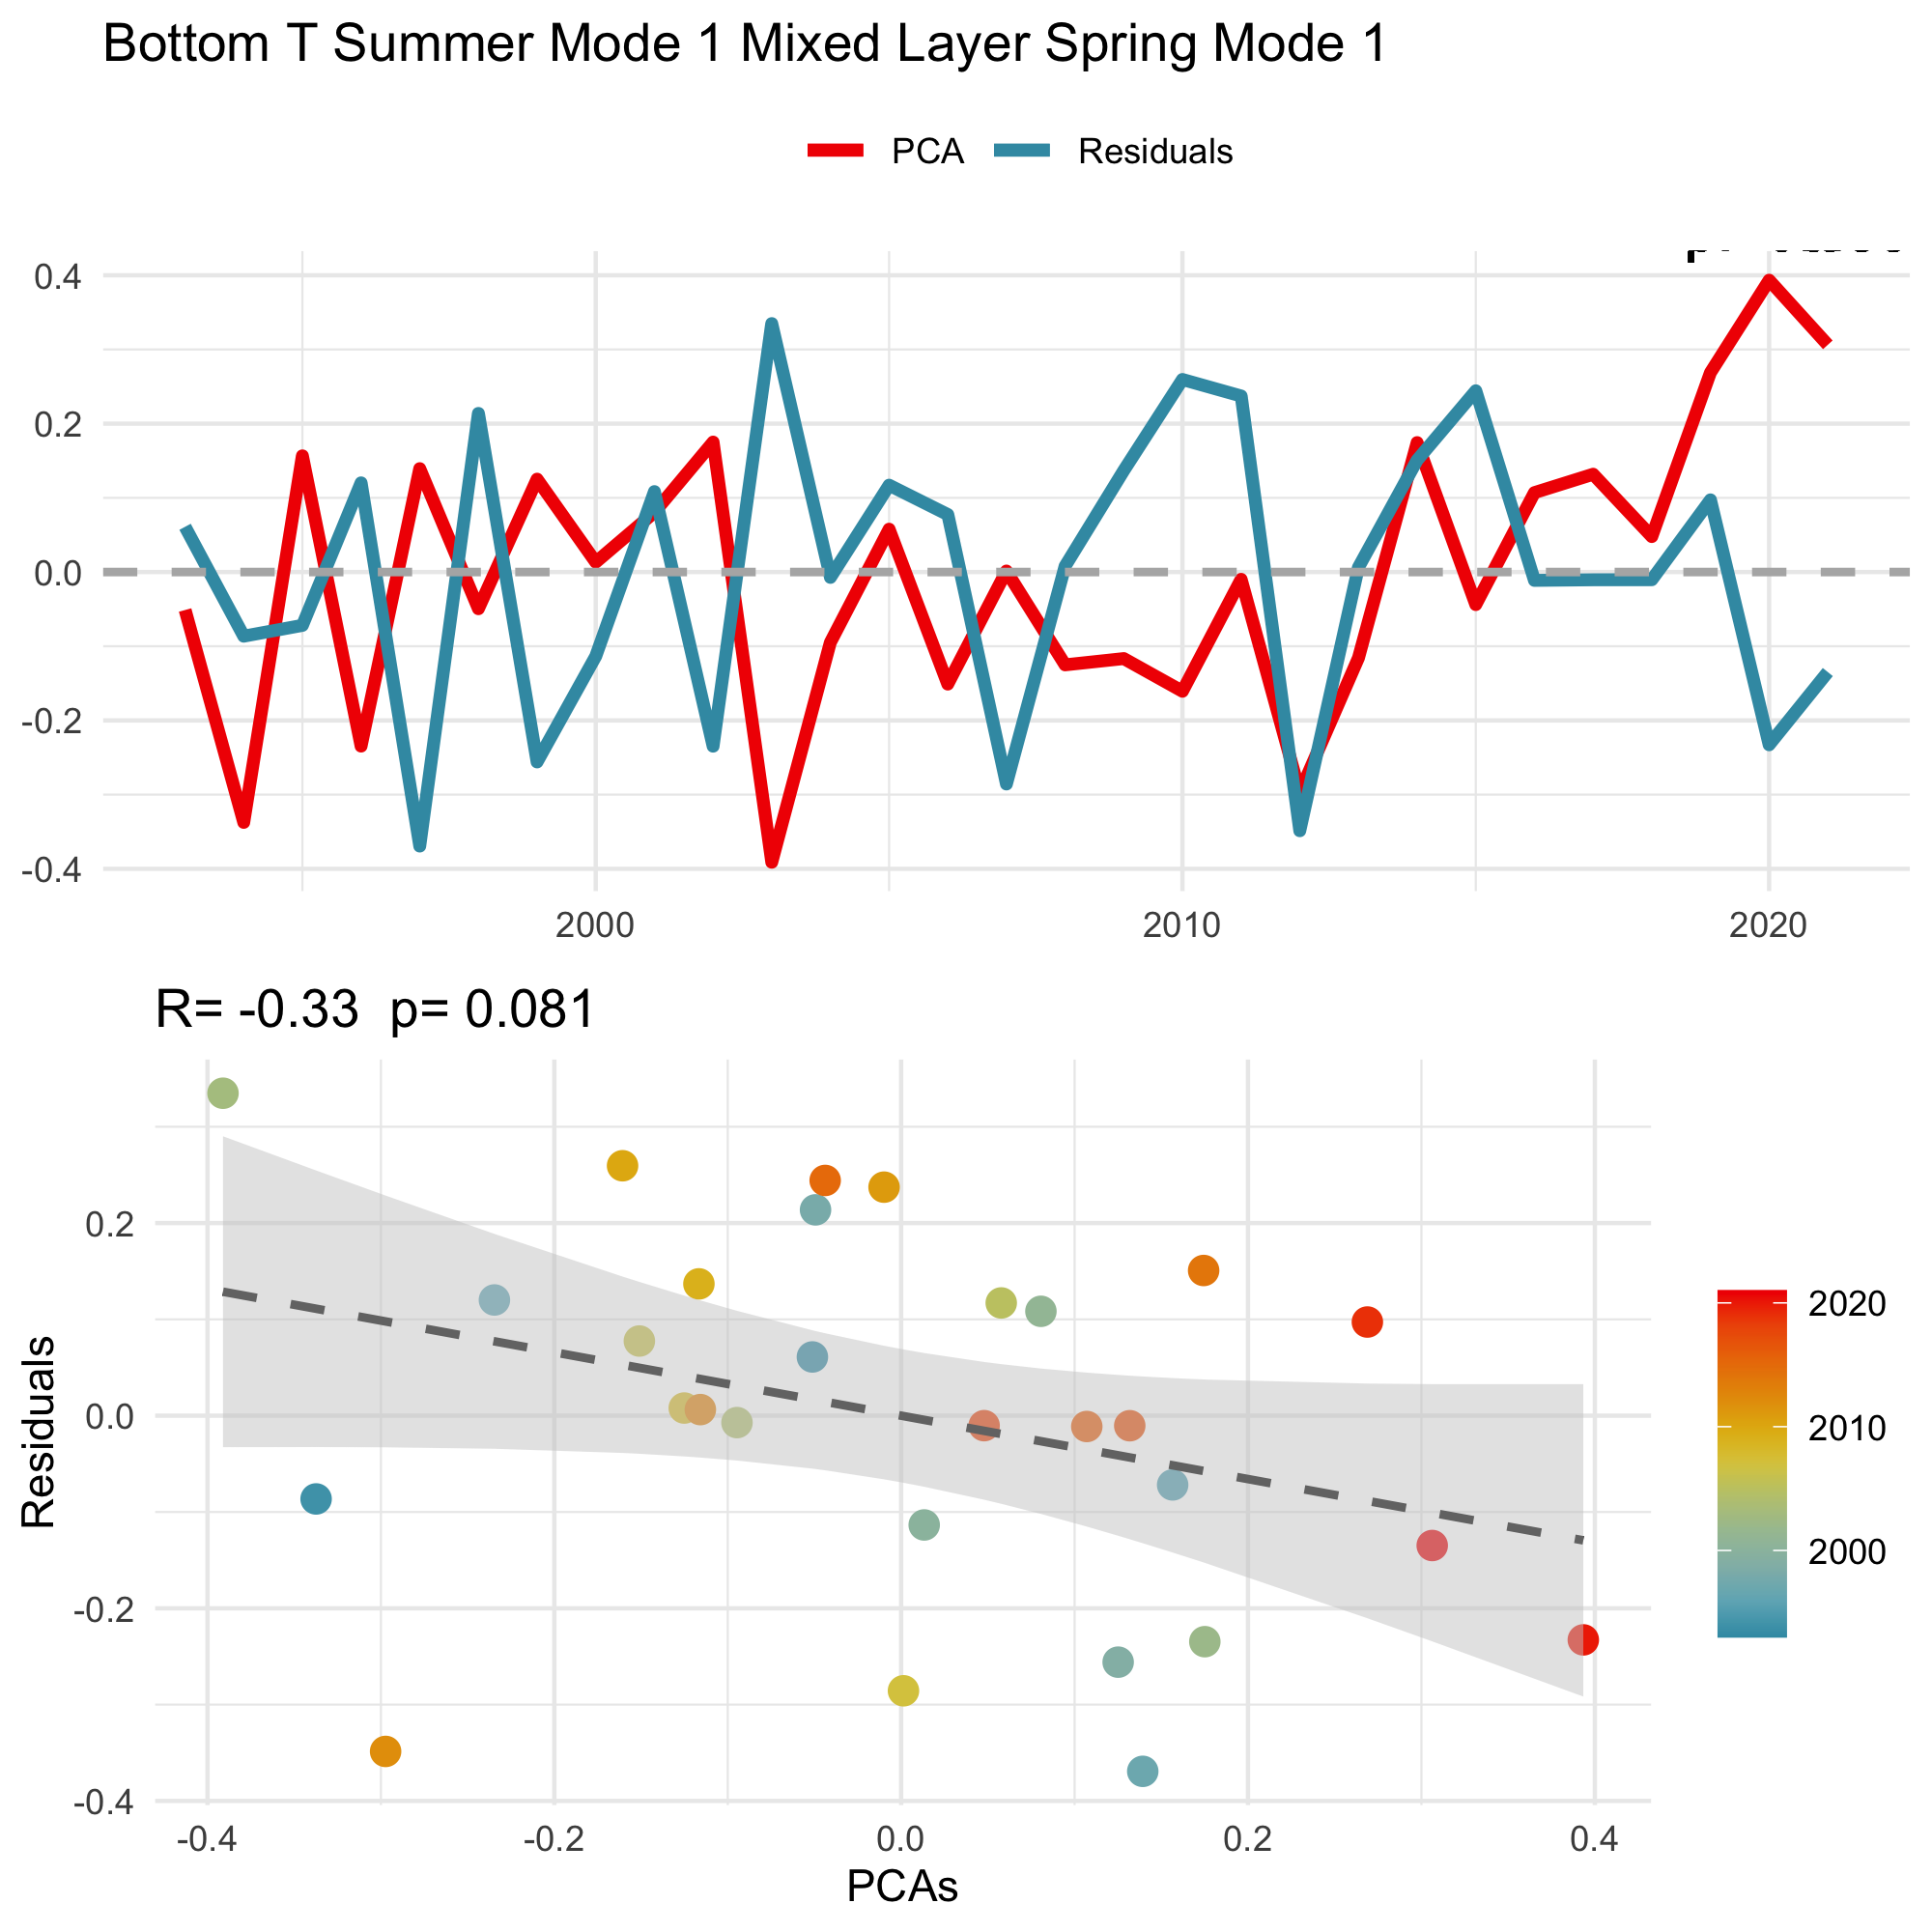 Bottom T Summer Mode 1 Mixed Layer Spring Mode 1
PCA Residuals
0.4
0.2
0.0
-0.2
-0.4
2000 2010 2020
R= -0.33 p= 0.081
Residuals
0.2
0.0
-0.2
-0.4
-0.4 -0.2 0.0 0.2 0.4
PCAs
2020
2010
2000